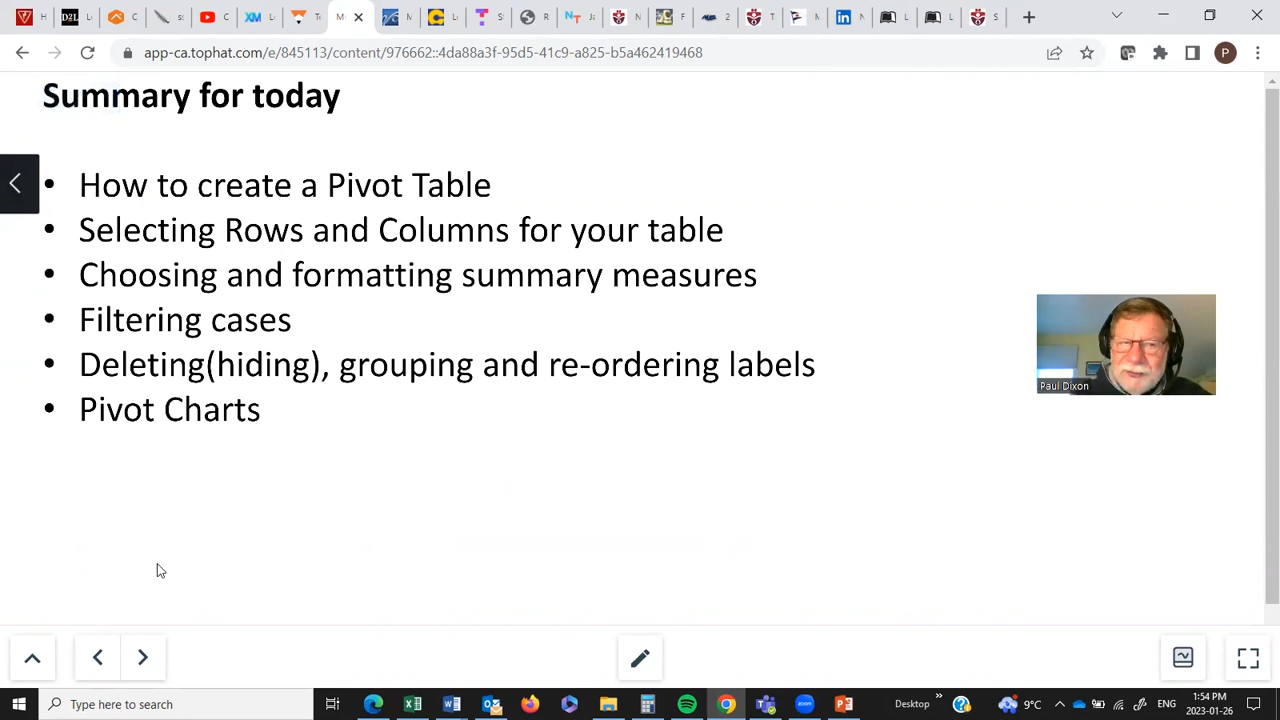 app-ca.tophat.com/e/845113/content/976662::4da88a3f-95d5-41c9-a825-b5a462419468
P
Summary for today
• How to create a Pivot Table
• Selecting Rows and Columns for your table
• Choosing and formatting summary measures
• Filtering cases
• Deleting(hiding), grouping and re-ordering labels
• Pivot Charts
Paul Dixon
Type here to search
Desktop
9°C
ENG
1:54 PM
2023-01-26